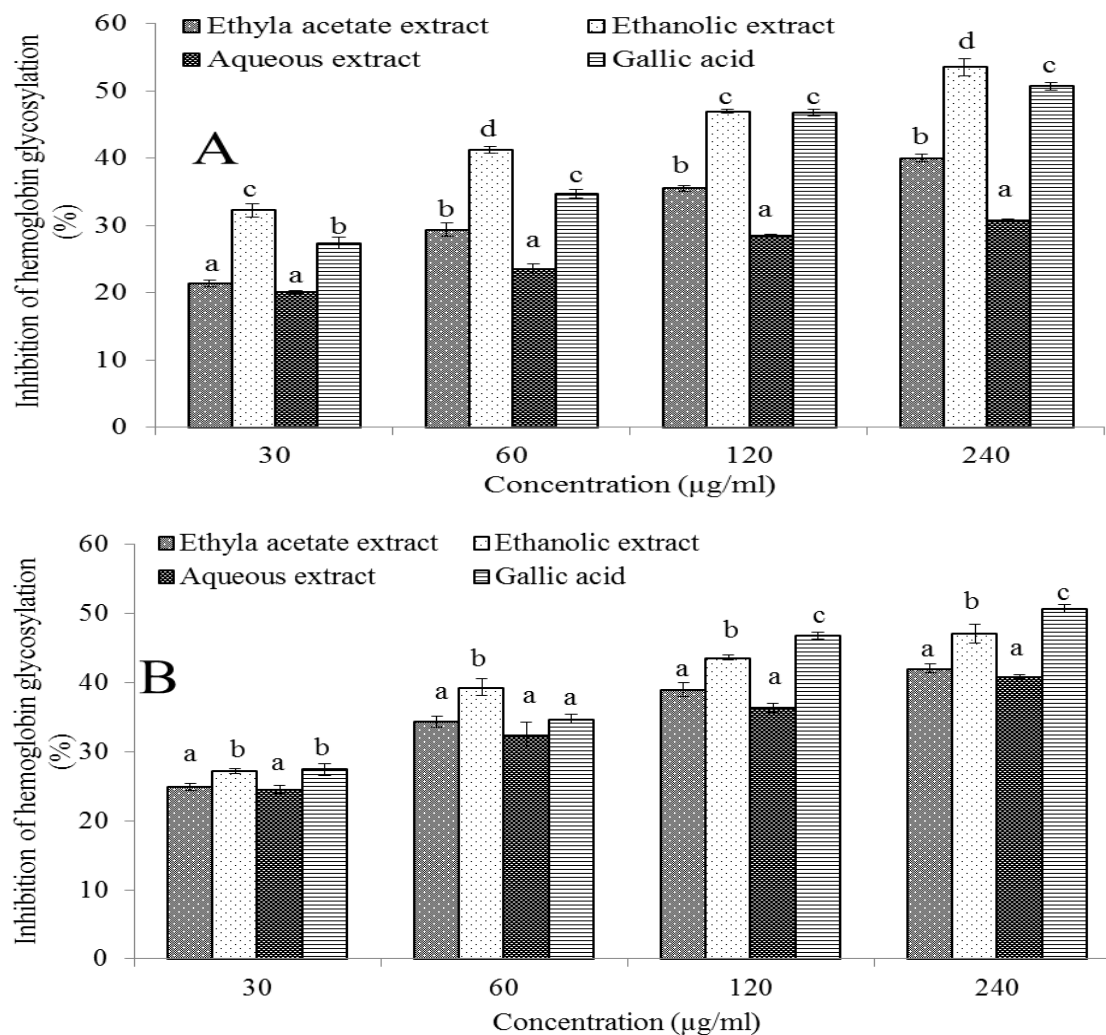 60
Ethyla acetate extract Ethanolic extract
Aqueous extract Gallic acid
d
c
50
c c
d
A
40
b
c
b
c
30
b
b
a
a
a a
a
20
10
0
30 60 120 240
Concentration (µg/ml)
Inhibition of hemoglobin glycosylation
(%)
60
Ethyla acetate extract Ethanolic extract
Aqueous extract Gallic acid
c
50
c
b
b
a
a
b
B
40
a
a
a a
a
30
a b a b
20
10
0
30 60 120 240
Concentration (µg/ml)
Inhibition of hemoglobin glycosylation
(%)